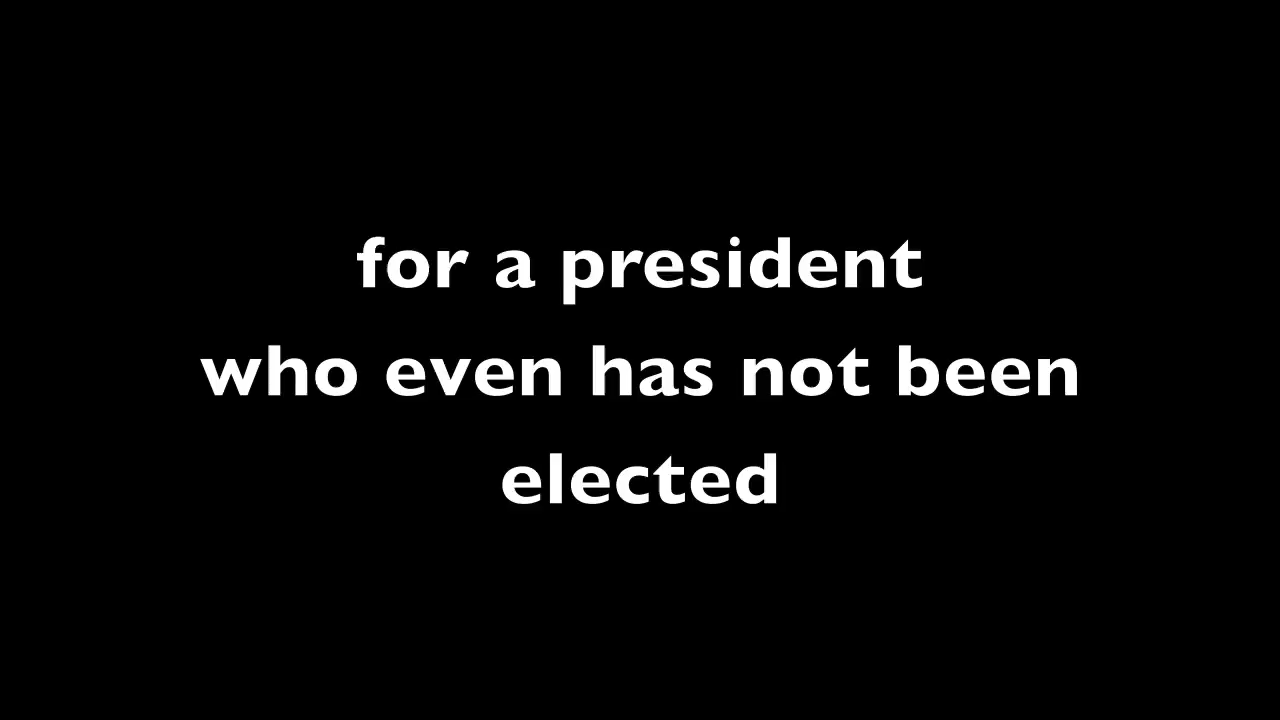 for a president
who even has not been
elected